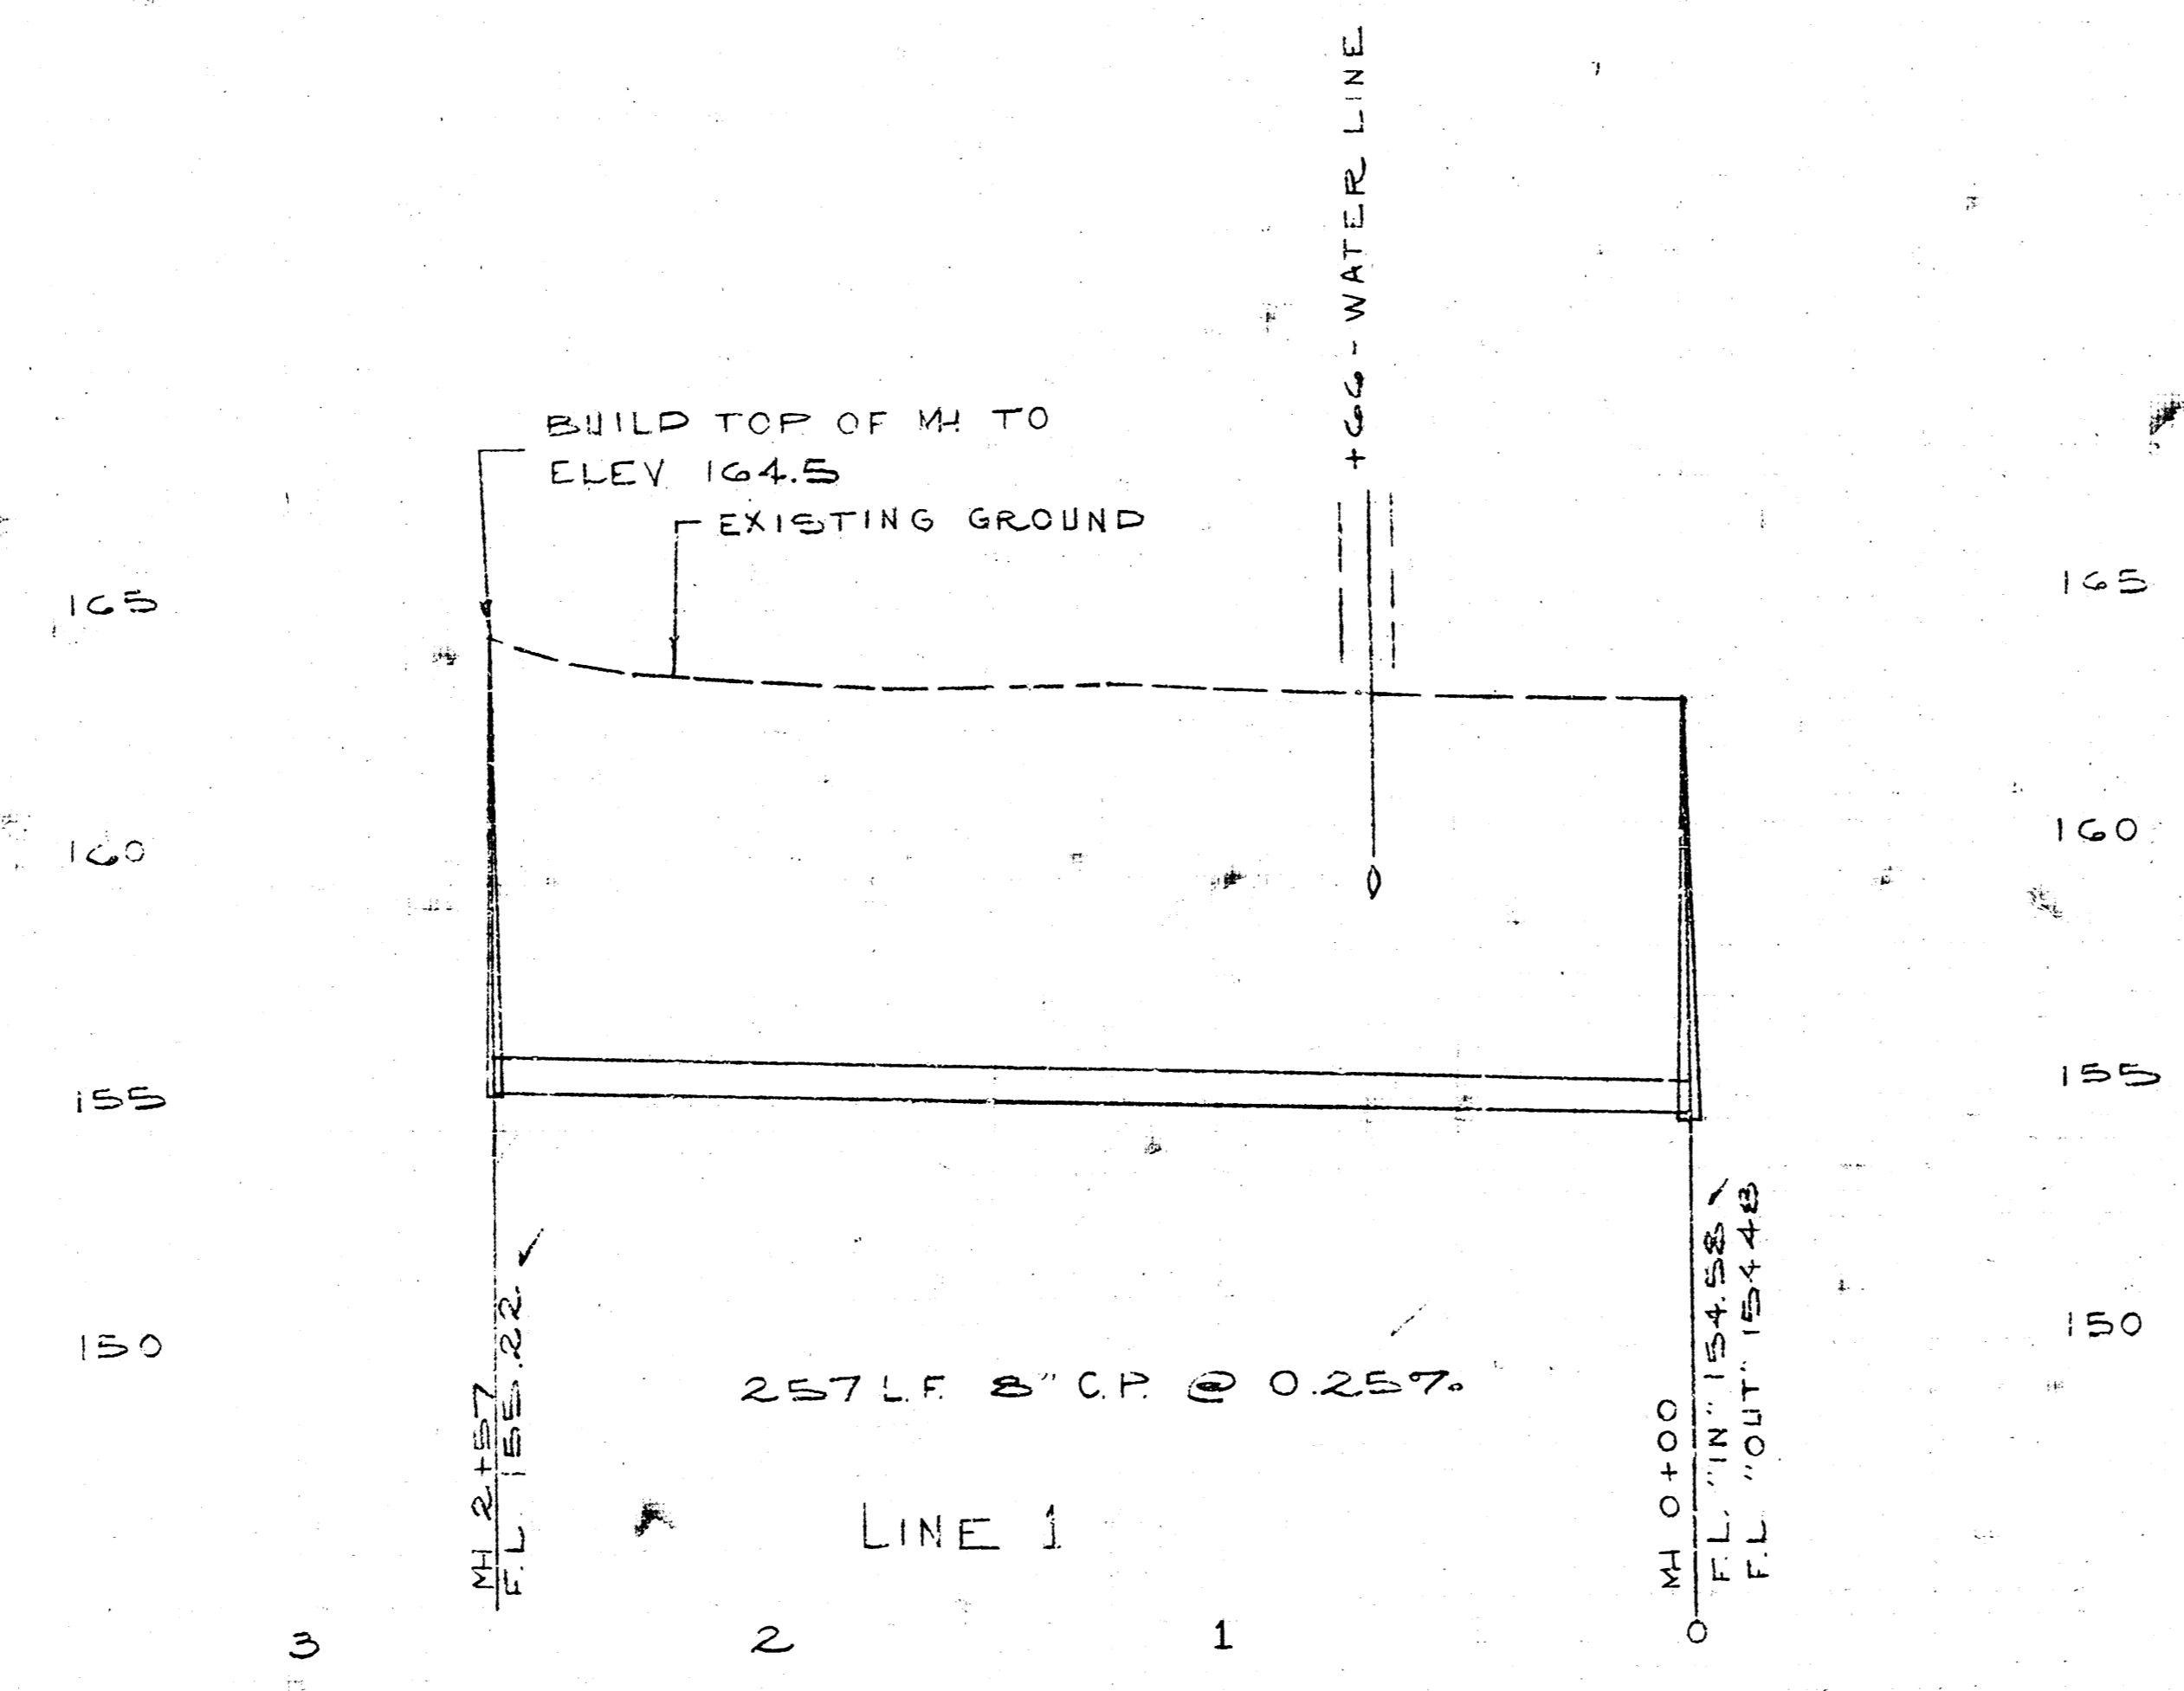 +66 - WATER LINE
BUILD TOP OF MH TO
ELEV 164.5
EXISTING GROUND
165
165
160
160
155
155
150
150
MH 2+57
F.L. 155.22
257 L.F. 8" C.P. @ 0.25%
MH 0+00
F.L. "IN" 154.58
F.L. "OUT" 154.48
LINE 1
3 2 1 0